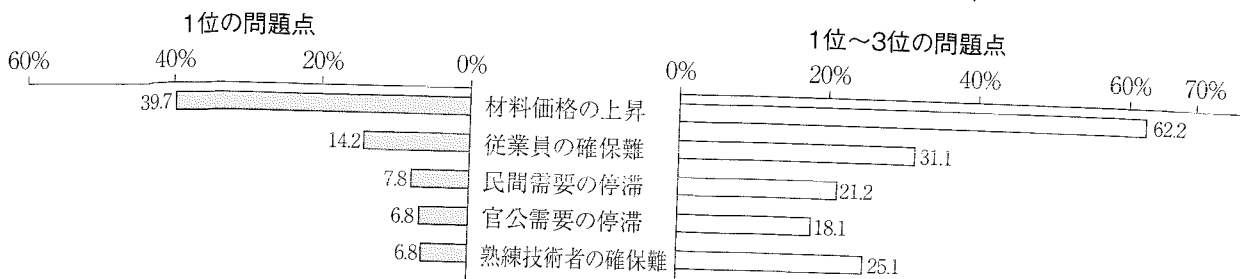 1位の問題点
1位～3位の問題点
60% 40% 20% 0%
0% 20% 40% 60% 70%
39.7 材料価格の上昇 62.2
14.2 従業員の確保難 31.1
7.8 民間需要の停滞 21.2
6.8 官公需要の停滞 18.1
6.8 熟練技術者の確保難 25.1